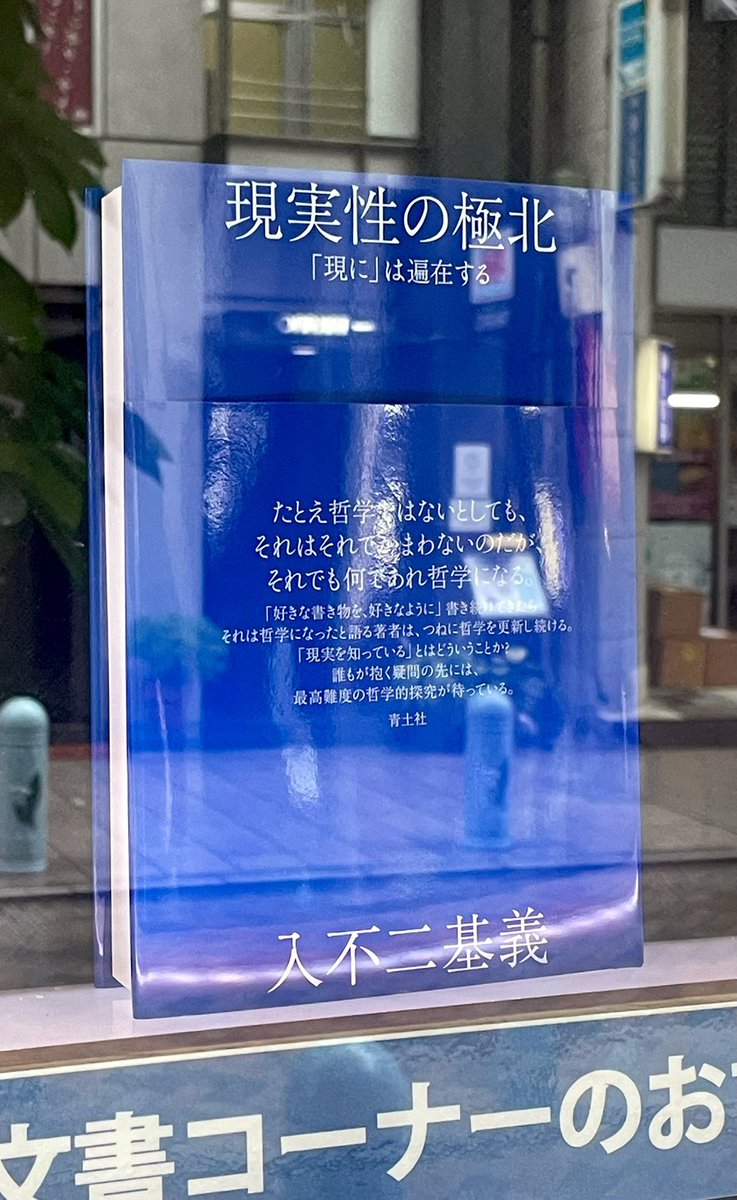 現実性の極北
「現に」は遍在する
たとえ哲学ではないとしても、
それはそれでかまわないのだが、
それでも何であれ哲学になる。
「好きな書き物を、好きなように」書き続けてきたら
それは哲学になったと語る著者は、つねに哲学を更新し続ける。
「現実を知っている」とはどういうことか?
誰もが抱く疑問の先には、
最高難度の哲学的探究が待っている。
青土社
入不二基義
文書コーナーのお